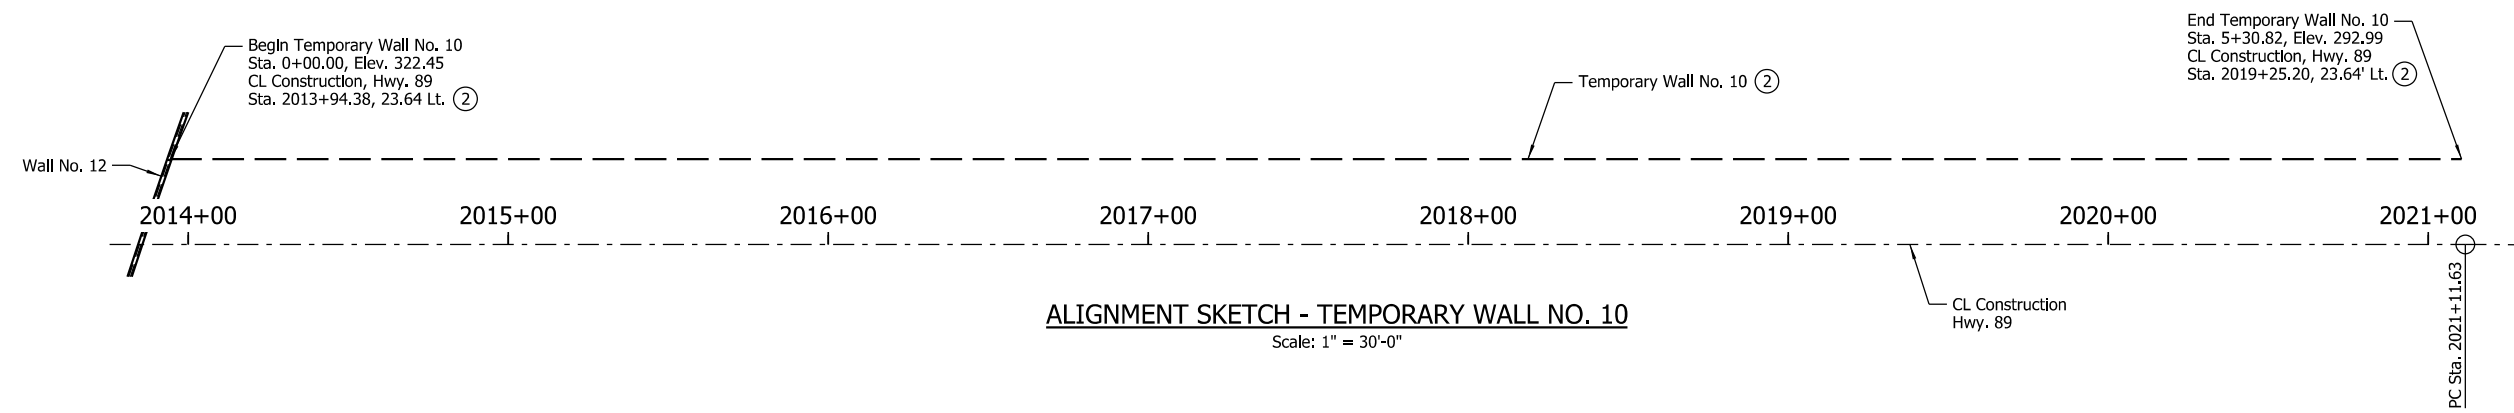 Begin Temporary Wall No. 10
Sta. 0+00.00, Elev. 322.45
CL Construction, Hwy. 89
Sta. 2013+94.38, 23.64 Lt. 2
End Temporary Wall No. 10
Sta. 5+30.82, Elev. 292.99
CL Construction, Hwy. 89
Sta. 2019+25.20, 23.64' Lt. 2
Temporary Wall No. 10 2
Wall No. 12
2014+00
2015+00
2016+00
2017+00
2018+00
2019+00
2020+00
2021+00
PC Sta. 2021+11.63
CL Construction
Hwy. 89
ALIGNMENT SKETCH - TEMPORARY WALL NO. 10
Scale: 1" = 30'-0"